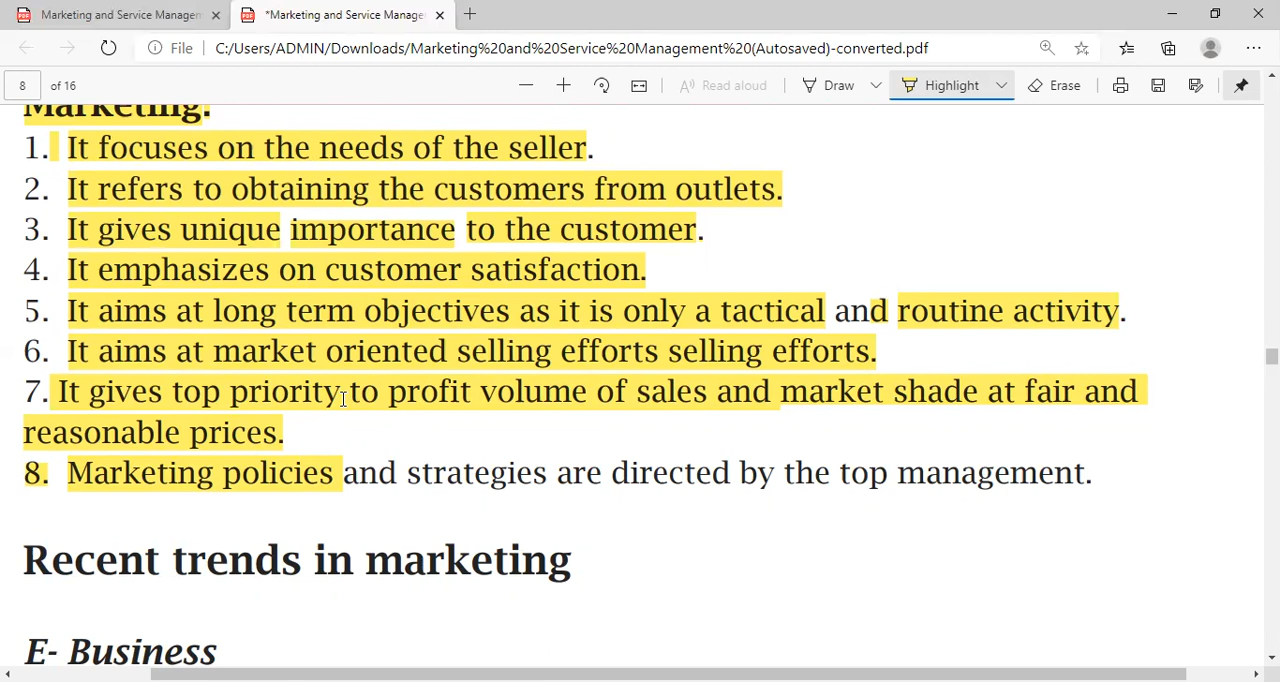 Marketing and Service Managem
*Marketing and Service Manage
File
C:/Users/ADMIN/Downloads/Marketing%20and%20Service%20Management%20(Autosaved)-converted.pdf
8 of 16
Read aloud
Draw
Highlight
Erase
Marketing:
1. It focuses on the needs of the seller.
2. It refers to obtaining the customers from outlets.
3. It gives unique importance to the customer.
4. It emphasizes on customer satisfaction.
5. It aims at long term objectives as it is only a tactical and routine activity.
6. It aims at market oriented selling efforts selling efforts.
7. It gives top priority to profit volume of sales and market shade at fair and
reasonable prices.
8. Marketing policies and strategies are directed by the top management.
Recent trends in marketing
E- Business